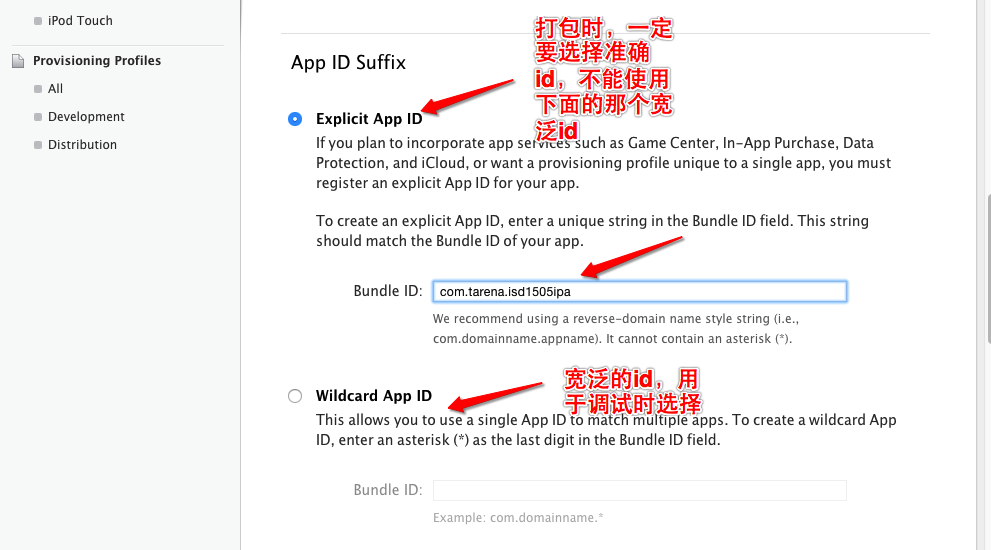 iPod Touch
Provisioning Profiles
All
Development
Distribution
App ID Suffix
打包时，一定
要选择准确
id，不能使用
下面的那个宽
泛id
Explicit App ID
If you plan to incorporate app services such as Game Center, In-App Purchase, Data
Protection, and iCloud, or want a provisioning profile unique to a single app, you must
register an explicit App ID for your app.
To create an explicit App ID, enter a unique string in the Bundle ID field. This string
should match the Bundle ID of your app.
Bundle ID: com.tarena.isd1505ipa
We recommend using a reverse-domain name style string (i.e.,
com.domainname.appname). It cannot contain an asterisk (*).
宽泛的id，用
于调试时选择
Wildcard App ID
This allows you to use a single App ID to match multiple apps. To create a wildcard App
ID, enter an asterisk (*) as the last digit in the Bundle ID field.
Bundle ID:
Example: com.domainname.*